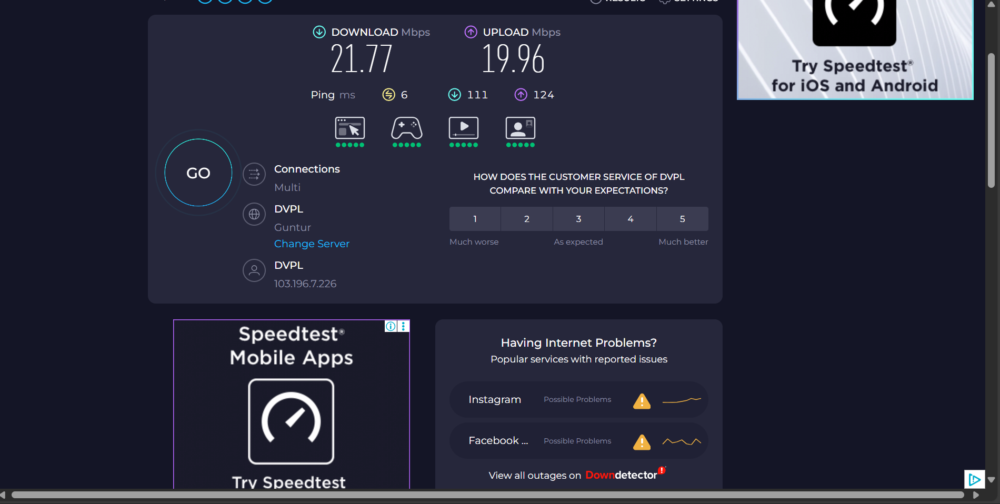 RESULTS SETTINGS
DOWNLOAD Mbps
21.77
UPLOAD Mbps
19.96
Ping ms 6 111 124
GO
Connections
Multi
DVPL
Guntur
Change Server
DVPL
103.196.7.226
HOW DOES THE CUSTOMER SERVICE OF DVPL
COMPARE WITH YOUR EXPECTATIONS?
1 2 3 4 5
Much worse As expected Much better
Try Speedtest®
for iOS and Android
Speedtest®
Mobile Apps
Try Speedtest
Having Internet Problems?
Popular services with reported issues
Instagram Possible Problems
Facebook ... Possible Problems
View all outages on Downdetector